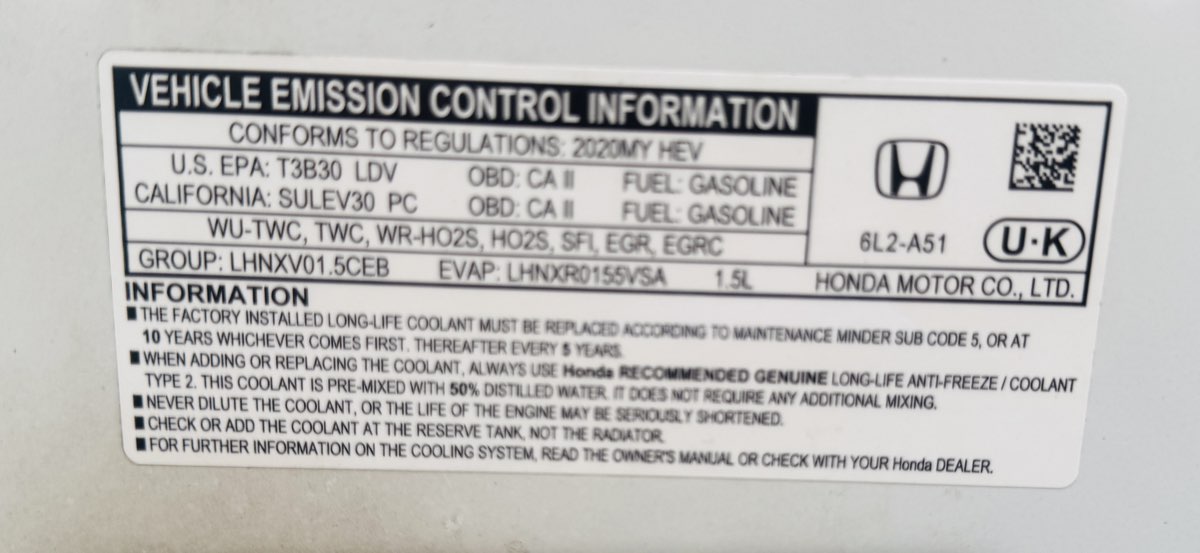 VEHICLE EMISSION CONTROL INFORMATION
CONFORMS TO REGULATIONS: 2020MY HEV
U.S. EPA: T3B30 LDV OBD: CA II FUEL: GASOLINE
CALIFORNIA: SULEV30 PC OBD: CA II FUEL: GASOLINE
WU-TWC, TWC, WR-HO2S, HO2S, SFI, EGR, EGRC
6L2-A51 U·K
GROUP: LHNXV01.5CEB EVAP: LHNXR0155VSA 1.5L HONDA MOTOR CO., LTD.
INFORMATION
■ THE FACTORY INSTALLED LONG-LIFE COOLANT MUST BE REPLACED ACCORDING TO MAINTENANCE MINDER SUB CODE 5, OR AT
10 YEARS WHICHEVER COMES FIRST. THEREAFTER EVERY 5 YEARS.
■ WHEN ADDING OR REPLACING THE COOLANT, ALWAYS USE Honda RECOMMENDED GENUINE LONG-LIFE ANTI-FREEZE / COOLANT
TYPE 2. THIS COOLANT IS PRE-MIXED WITH 50% DISTILLED WATER. IT DOES NOT REQUIRE ANY ADDITIONAL MIXING.
■ NEVER DILUTE THE COOLANT, OR THE LIFE OF THE ENGINE MAY BE SERIOUSLY SHORTENED.
■ CHECK OR ADD THE COOLANT AT THE RESERVE TANK, NOT THE RADIATOR.
■ FOR FURTHER INFORMATION ON THE COOLING SYSTEM, READ THE OWNER'S MANUAL OR CHECK WITH YOUR Honda DEALER.